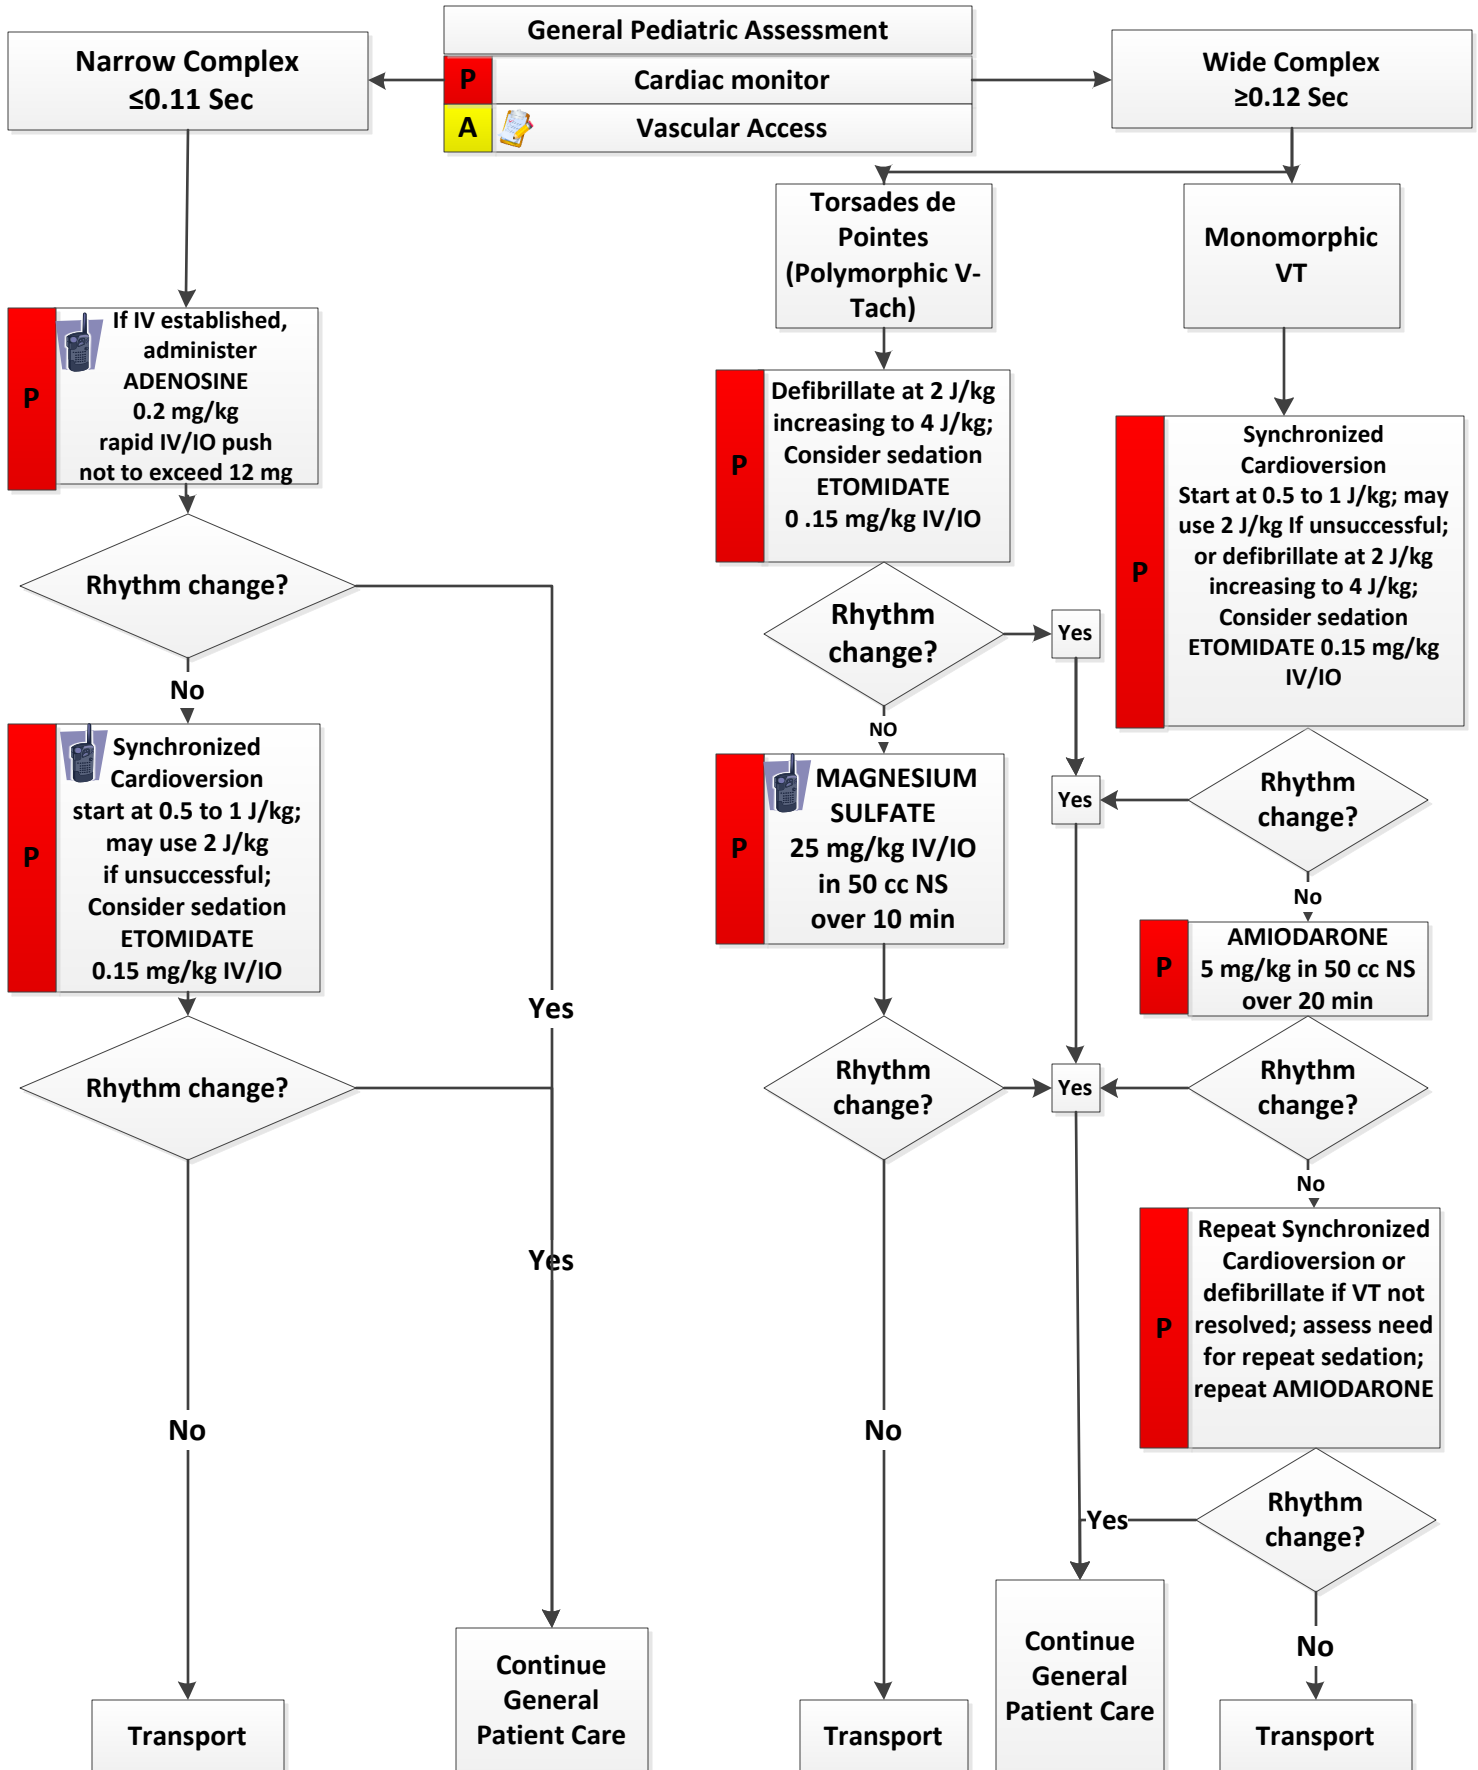 General Pediatric Assessment
P
Cardiac monitor
A
Vascular Access
Narrow Complex
≤0.11 Sec
Wide Complex
≥0.12 Sec
P
If IV established,
administer
ADENOSINE
0.2 mg/kg
rapid IV/IO push
not to exceed 12 mg
Rhythm change?
No
P
Synchronized
Cardioversion
start at 0.5 to 1 J/kg;
may use 2 J/kg
if unsuccessful;
Consider sedation
ETOMIDATE
0.15 mg/kg IV/IO
Yes
Rhythm change?
Yes
No
Transport
Continue
General
Patient Care
Torsades de
Pointes
(Polymorphic V-
Tach)
P
Defibrillate at 2 J/kg
increasing to 4 J/kg;
Consider sedation
ETOMIDATE
0 .15 mg/kg IV/IO
Rhythm
change?
Yes
NO
P
MAGNESIUM
SULFATE
25 mg/kg IV/IO
in 50 cc NS
over 10 min
Rhythm
change?
Yes
No
Transport
Monomorphic
VT
P
Synchronized
Cardioversion
Start at 0.5 to 1 J/kg; may
use 2 J/kg If unsuccessful;
or defibrillate at 2 J/kg
increasing to 4 J/kg;
Consider sedation
ETOMIDATE 0.15 mg/kg
IV/IO
Rhythm
change?
Yes
No
P
AMIODARONE
5 mg/kg in 50 cc NS
over 20 min
Rhythm
change?
No
P
Repeat Synchronized
Cardioversion or
defibrillate if VT not
resolved; assess need
for repeat sedation;
repeat AMIODARONE
Rhythm
change?
Yes
No
Continue
General
Patient Care
Transport